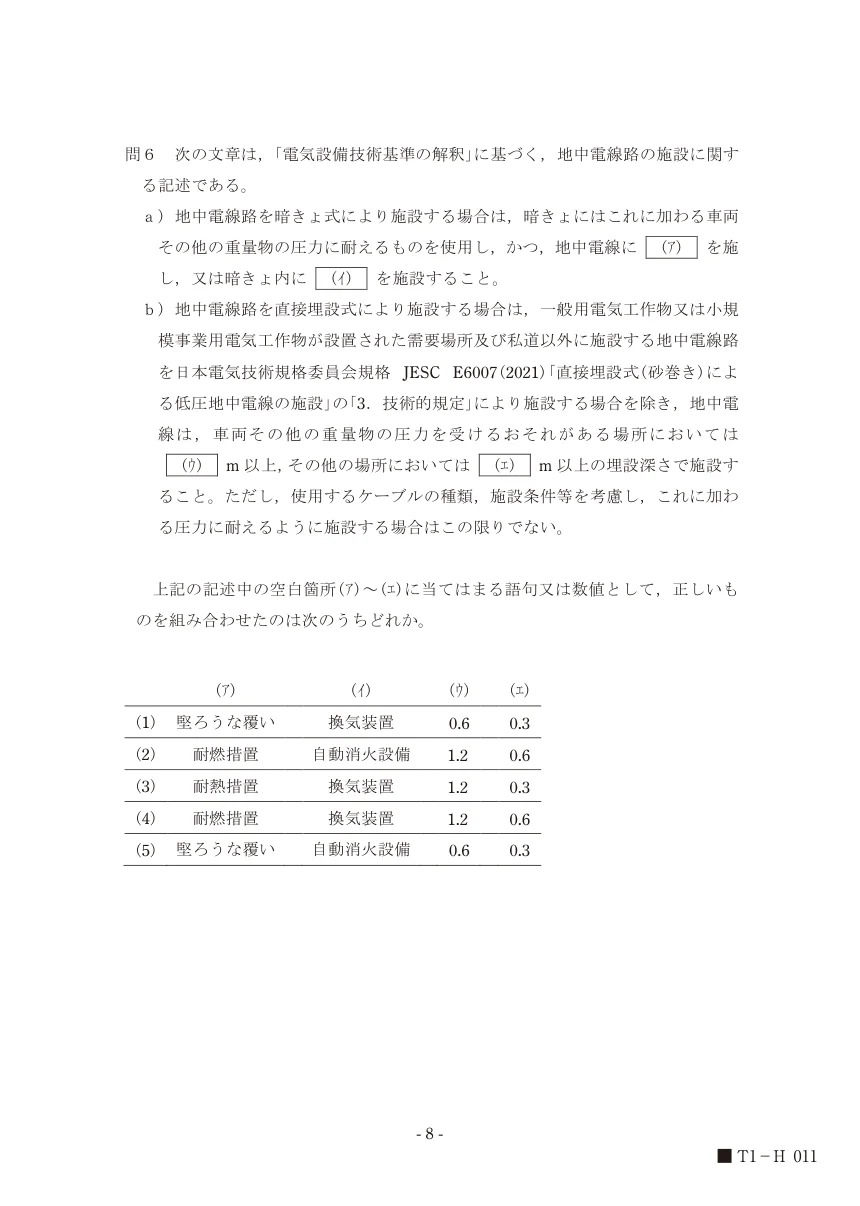 問6 次の文章は，「電気設備技術基準の解釈」に基づく，地中電線路の施設に関す
る記述である。
a）地中電線路を暗きょ式により施設する場合は，暗きょにはこれに加わる車両
その他の重量物の圧力に耐えるものを使用し，かつ，地中電線に (ｱ) を施
し，又は暗きょ内に (ｲ) を施設すること。
b）地中電線路を直接埋設式により施設する場合は，一般用電気工作物又は小規
模事業用電気工作物が設置された需要場所及び私道以外に施設する地中電線路
を日本電気技術規格委員会規格 JESC E6007(2021)「直接埋設式(砂巻き)によ
る低圧地中電線の施設」の「3．技術的規定」により施設する場合を除き，地中電
線は，車両その他の重量物の圧力を受けるおそれがある場所においては
(ｳ) m 以上，その他の場所においては (ｴ) m 以上の埋設深さで施設す
ること。ただし，使用するケーブルの種類，施設条件等を考慮し，これに加わ
る圧力に耐えるように施設する場合はこの限りでない。
上記の記述中の空白箇所(ｱ)～(ｴ)に当てはまる語句又は数値として，正しいも
のを組み合わせたのは次のうちどれか。
(ｱ) (ｲ) (ｳ) (ｴ)
(1) 堅ろうな覆い 換気装置 0.6 0.3
(2) 耐燃措置 自動消火設備 1.2 0.6
(3) 耐熱措置 換気装置 1.2 0.3
(4) 耐燃措置 換気装置 1.2 0.6
(5) 堅ろうな覆い 自動消火設備 0.6 0.3
- 8 -
■ T1－H 011